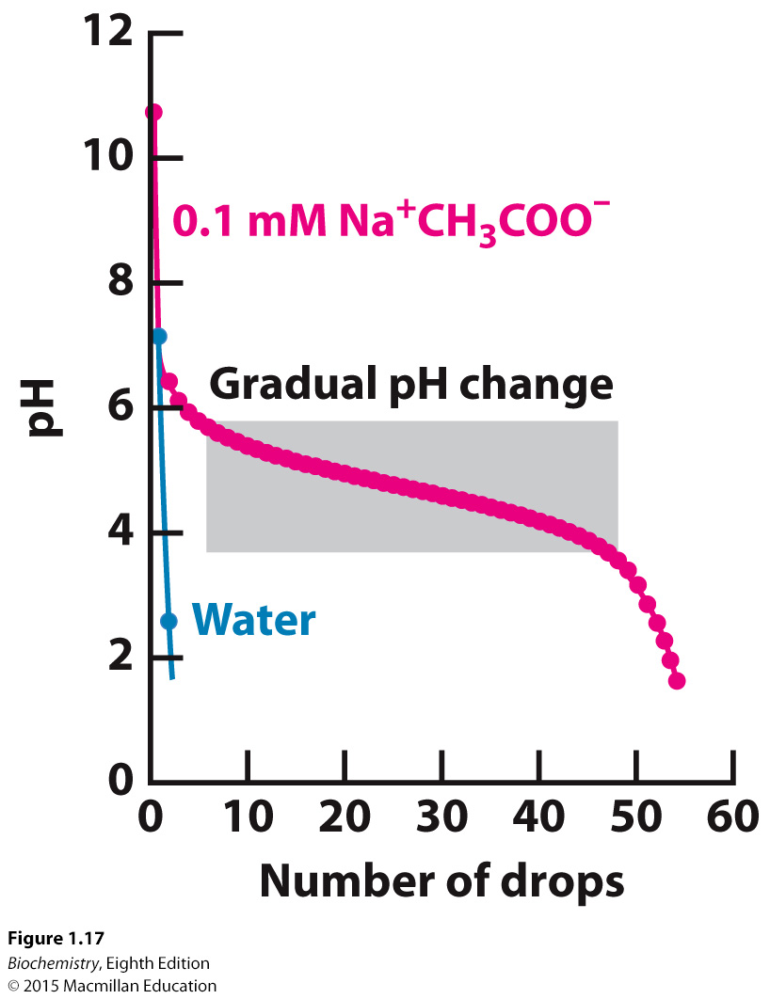 12
10
0.1 mM Na⁺CH₃COO⁻
8
Gradual pH change
pH
6
4
Water
2
0
0 10 20 30 40 50 60
Number of drops
Figure 1.17
Biochemistry, Eighth Edition
© 2015 Macmillan Education